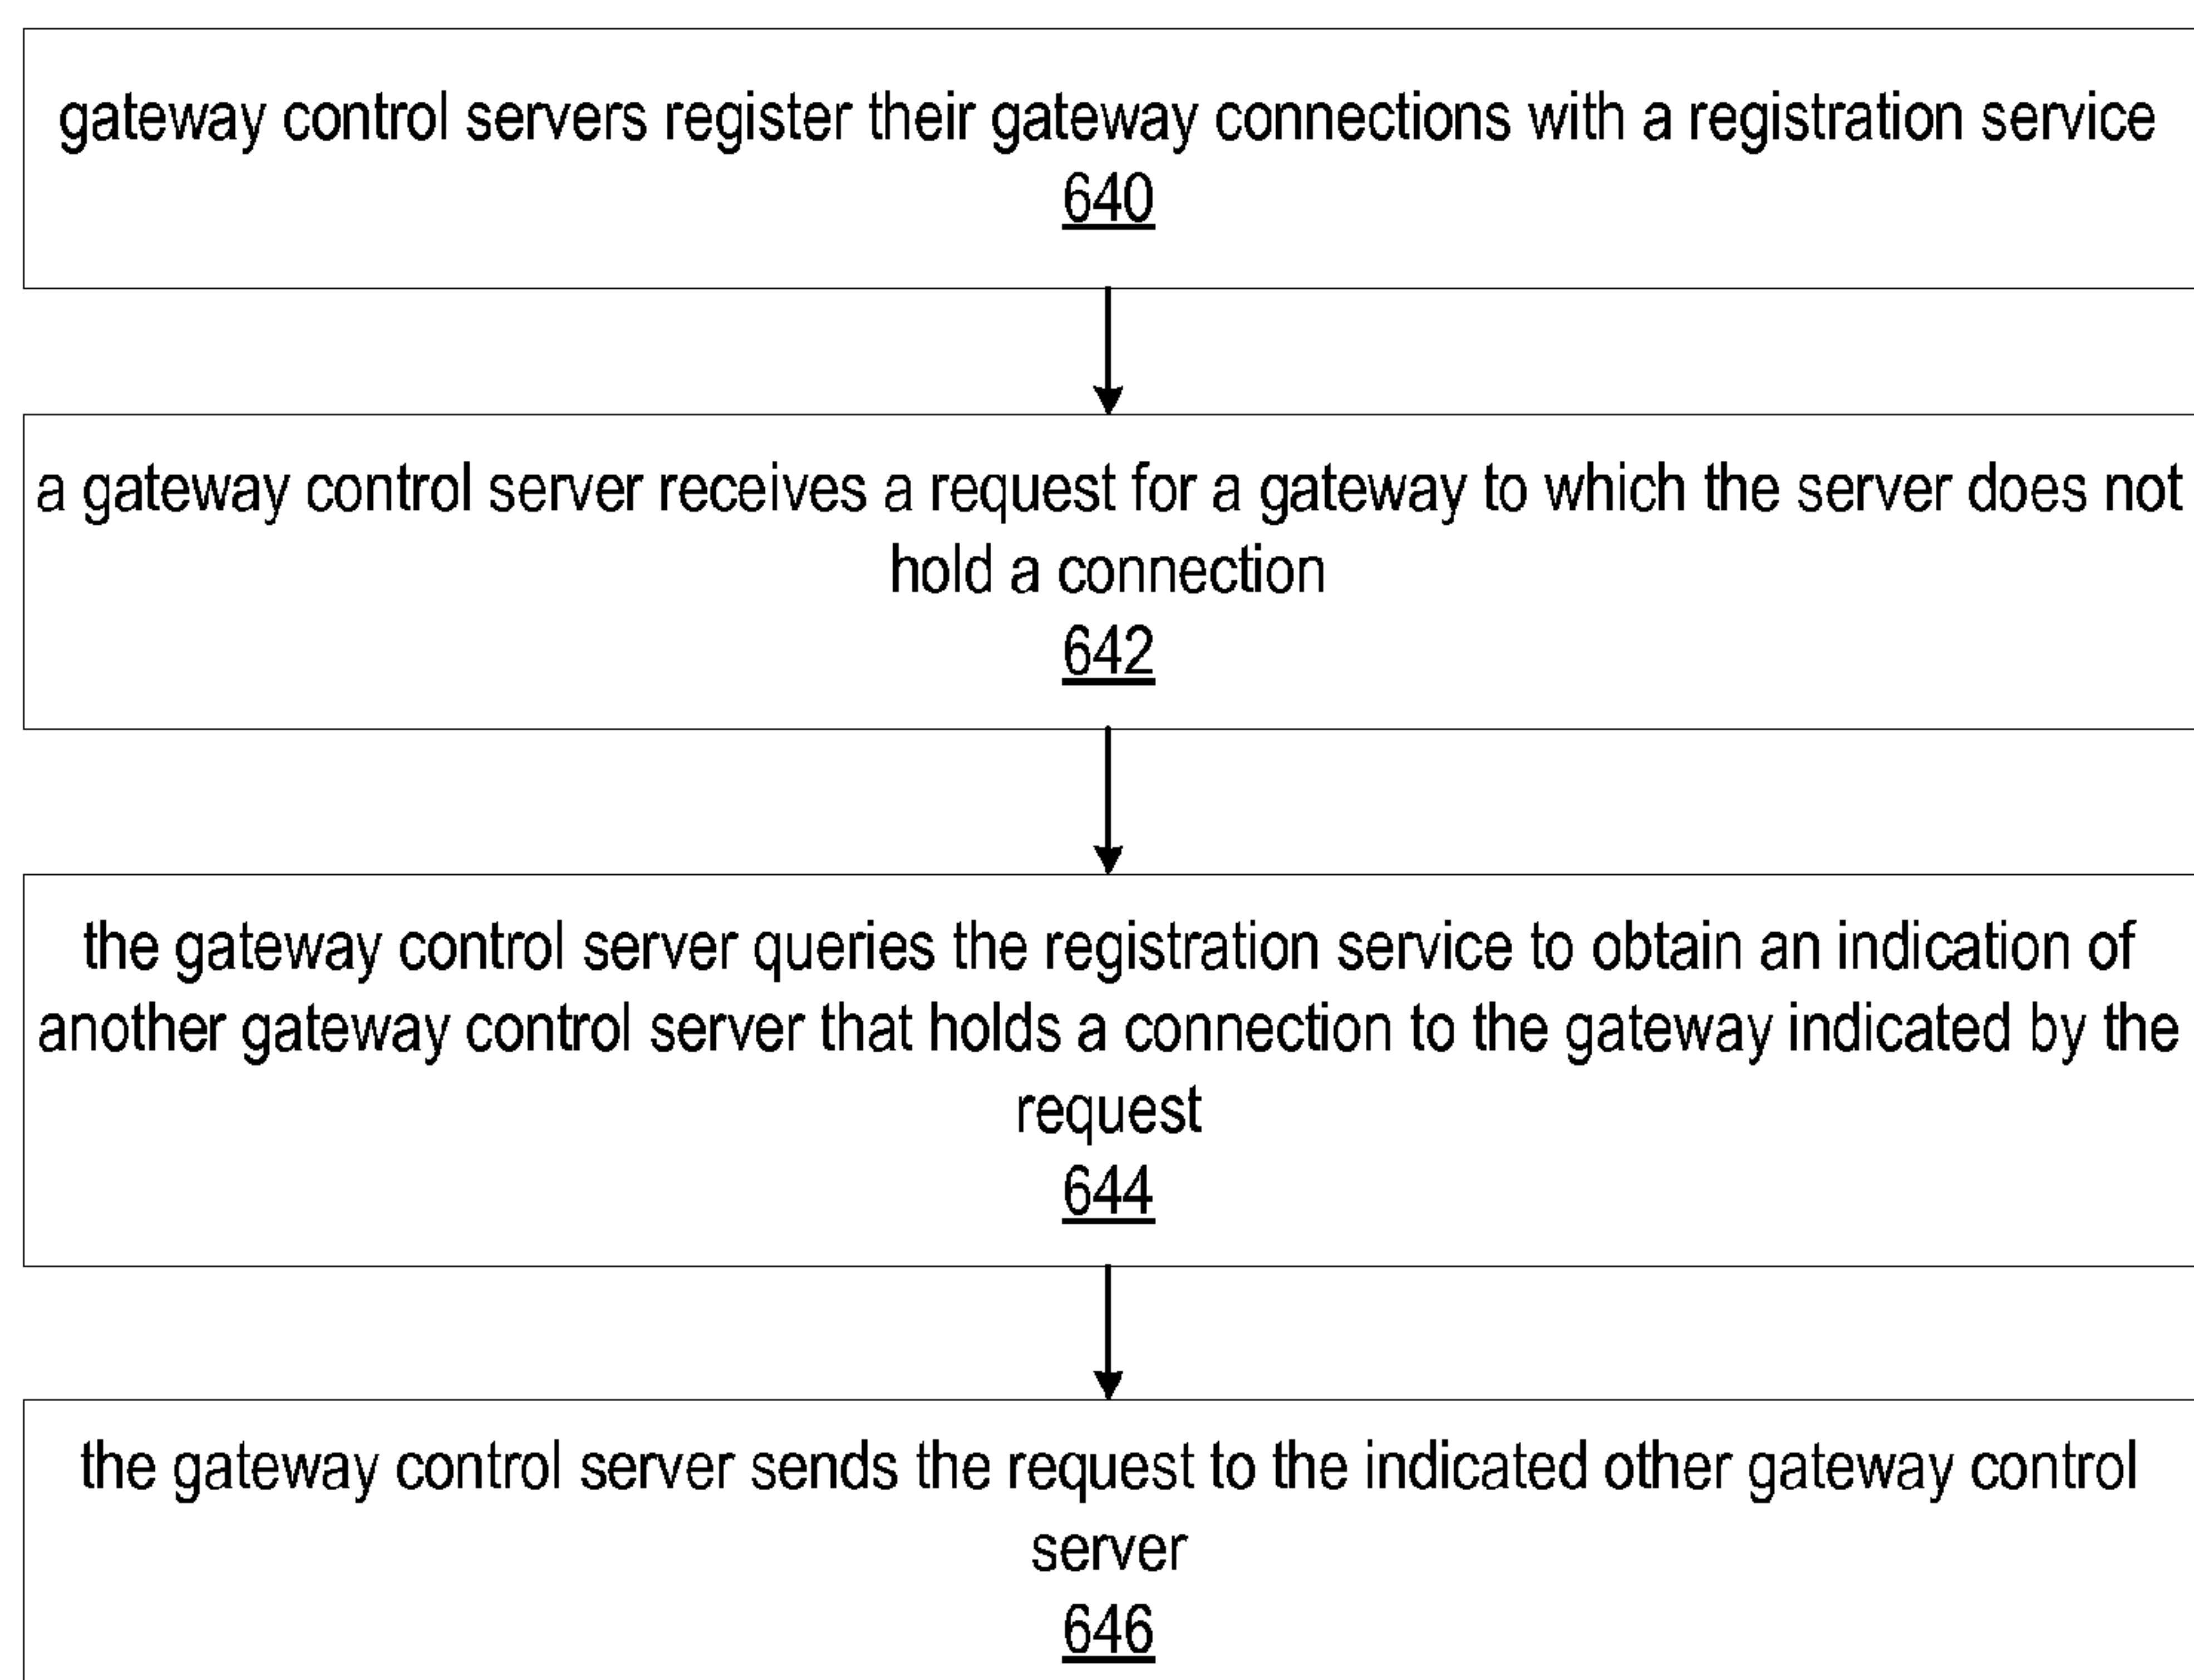 gateway control servers register their gateway connections with a registration service
640
a gateway control server receives a request for a gateway to which the server does not
hold a connection
642
the gateway control server queries the registration service to obtain an indication of
another gateway control server that holds a connection to the gateway indicated by the
request
644
the gateway control server sends the request to the indicated other gateway control
server
646